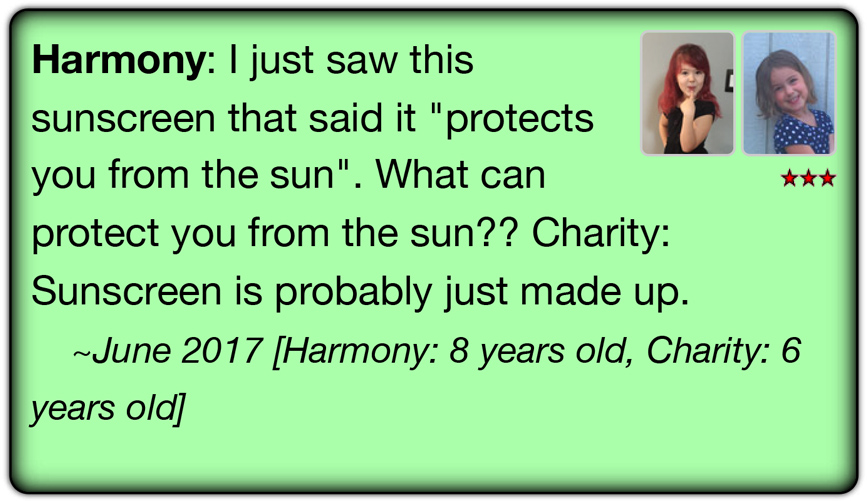 Harmony: I just saw this
sunscreen that said it "protects
you from the sun". What can
protect you from the sun?? Charity:
Sunscreen is probably just made up.
~June 2017 [Harmony: 8 years old, Charity: 6
years old]